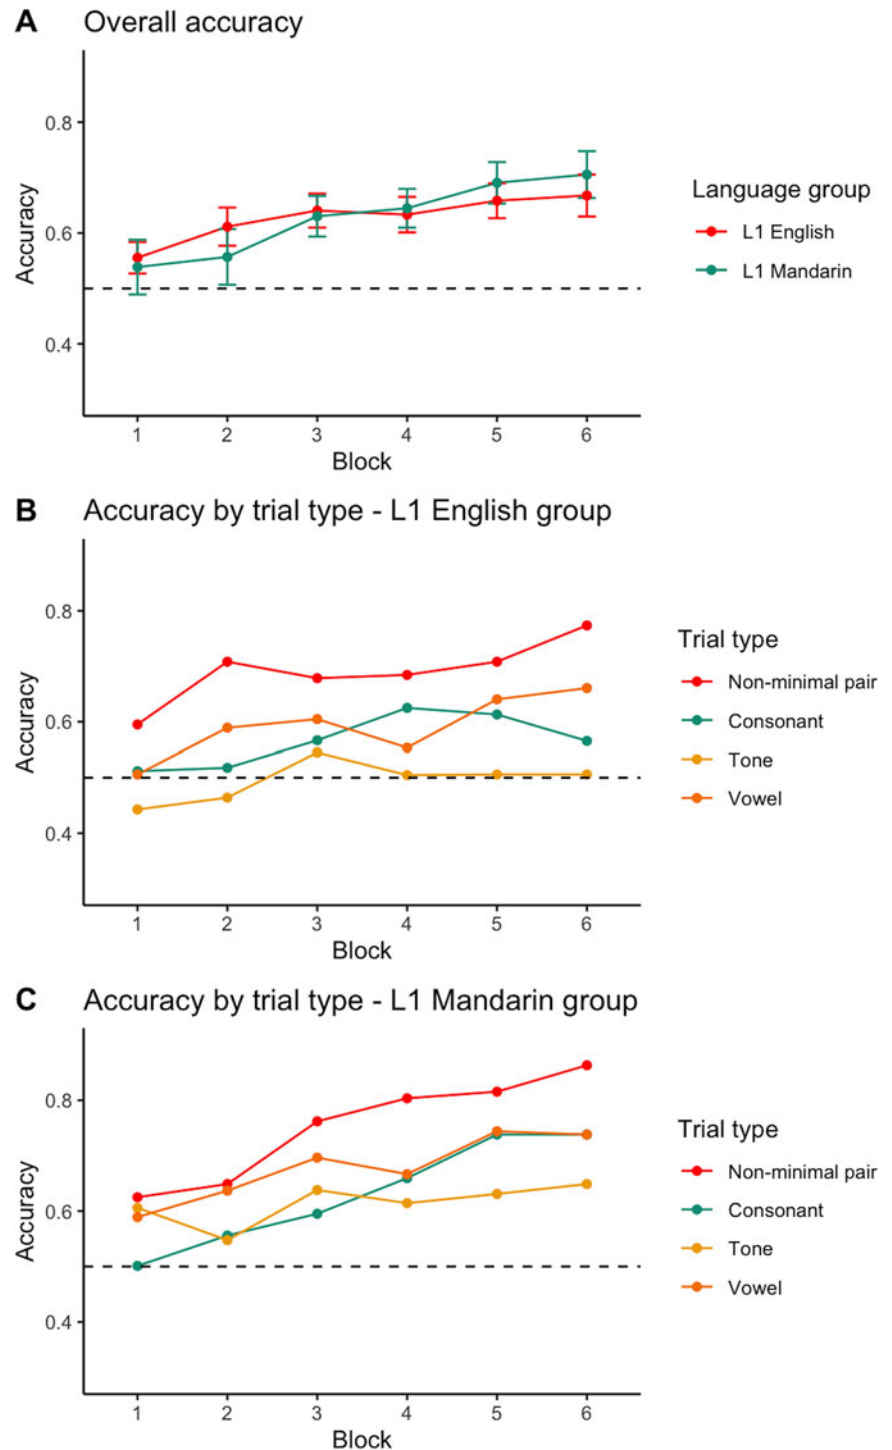 A Overall accuracy
Accuracy
0.8
0.6
0.4
1 2 3 4 5 6
Block
Language group
L1 English
L1 Mandarin
B Accuracy by trial type - L1 English group
Accuracy
0.8
0.6
0.4
1 2 3 4 5 6
Block
Trial type
Non-minimal pair
Consonant
Tone
Vowel
C Accuracy by trial type - L1 Mandarin group
Accuracy
0.8
0.6
0.4
1 2 3 4 5 6
Block
Trial type
Non-minimal pair
Consonant
Tone
Vowel